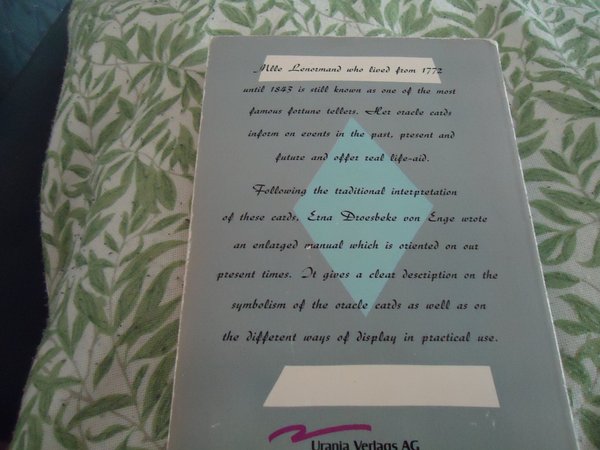 Mlle Lenormand who lived from 1772
until 1843 is still known as one of the most
famous fortune tellers. Her oracle cards
inform on events in the past, present and
future and offer real life-aid.
Following the traditional interpretation
of these cards, Erna Droesbeke von Enge wrote
an enlarged manual which is oriented on our
present times. It gives a clear description on the
symbolism of the oracle cards as well as on
the different ways of display in practical use.
Urania Verlags AG